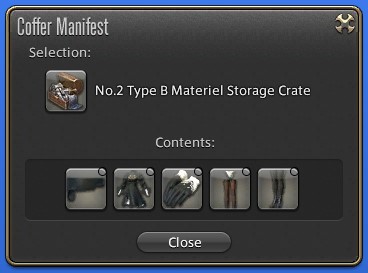 Coffer Manifest
Selection:
No.2 Type B Materiel Storage Crate
Contents:
Close